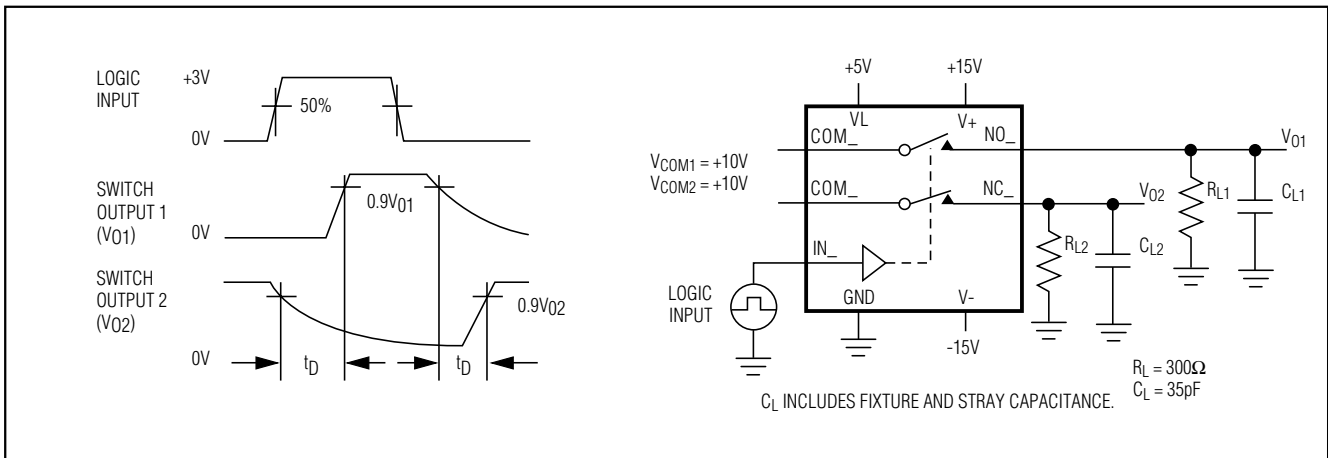 LOGIC
INPUT
+3V
50%
0V
SWITCH
OUTPUT 1
(VO1)
0.9VO1
0V
SWITCH
OUTPUT 2
(VO2)
0.9VO2
0V
tD
tD
+5V
+15V
VL
V+
COM_
NO_
VO1
VCOM1 = +10V
VCOM2 = +10V
COM_
NC_
VO2
RL1
CL1
RL2
CL2
IN_
LOGIC
INPUT
GND
V-
-15V
RL = 300Ω
CL = 35pF
CL INCLUDES FIXTURE AND STRAY CAPACITANCE.